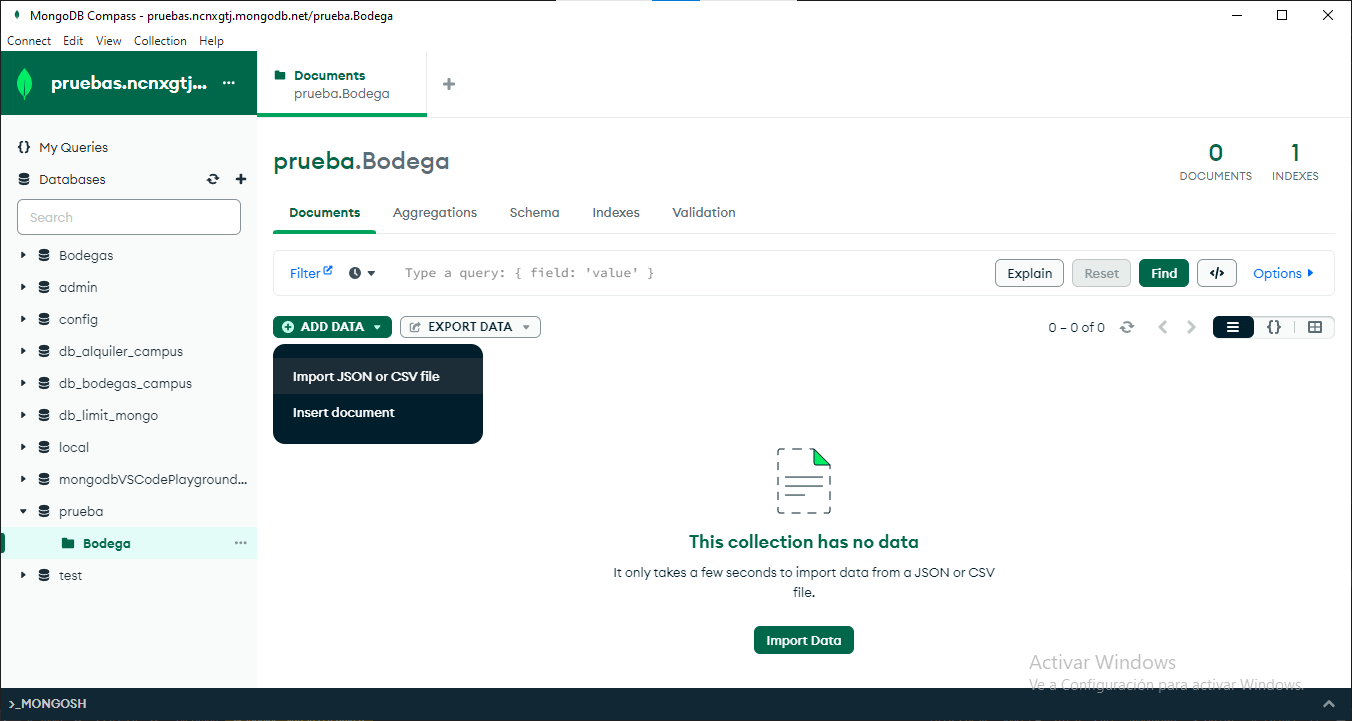 MongoDB Compass - pruebas.ncnxgtj.mongodb.net/prueba.Bodega
Connect Edit View Collection Help
pruebas.ncnxgtj...
Documents
prueba.Bodega
My Queries
Databases
Search
Bodegas
admin
config
db_alquiler_campus
db_bodegas_campus
db_limit_mongo
local
mongodbVSCodePlayground...
prueba
Bodega
test
prueba.Bodega
0
DOCUMENTS
1
INDEXES
Documents Aggregations Schema Indexes Validation
Filter Type a query: { field: 'value' } Explain Reset Find </> Options
ADD DATA EXPORT DATA 0 – 0 of 0 {}
Import JSON or CSV file
Insert document
This collection has no data
It only takes a few seconds to import data from a JSON or CSV
file.
Import Data
Activar Windows
Ve a Configuración para activar Windows.
>_MONGOSH